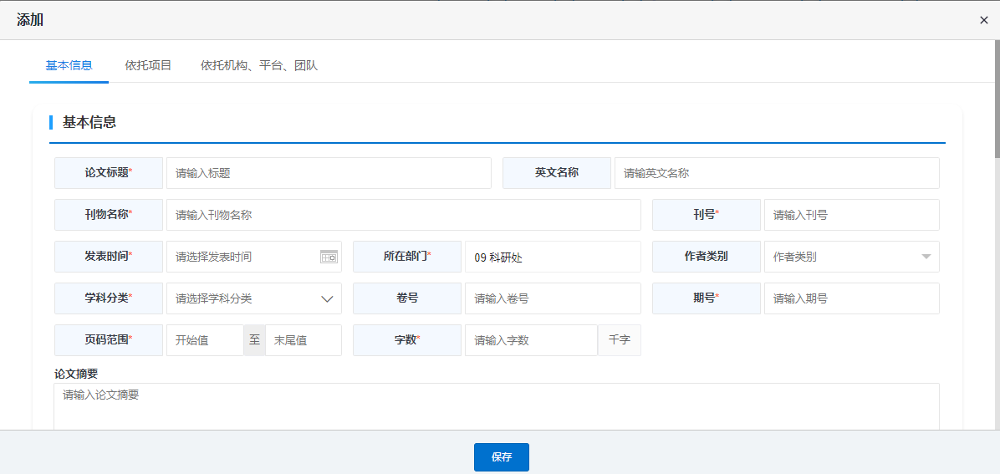 添加
基本信息 依托项目 依托机构、平台、团队
基本信息
论文标题* 请输入标题 英文名称 请输英文名称
刊物名称* 请输入刊物名称 刊号* 请输入刊号
发表时间* 请选择发表时间 所在部门* 09 科研处 作者类别 作者类别
学科分类* 请选择学科分类 卷号 请输入卷号 期号* 请输入期号
页码范围* 开始值 至 末尾值 字数* 请输入字数 千字
论文摘要
请输入论文摘要
保存